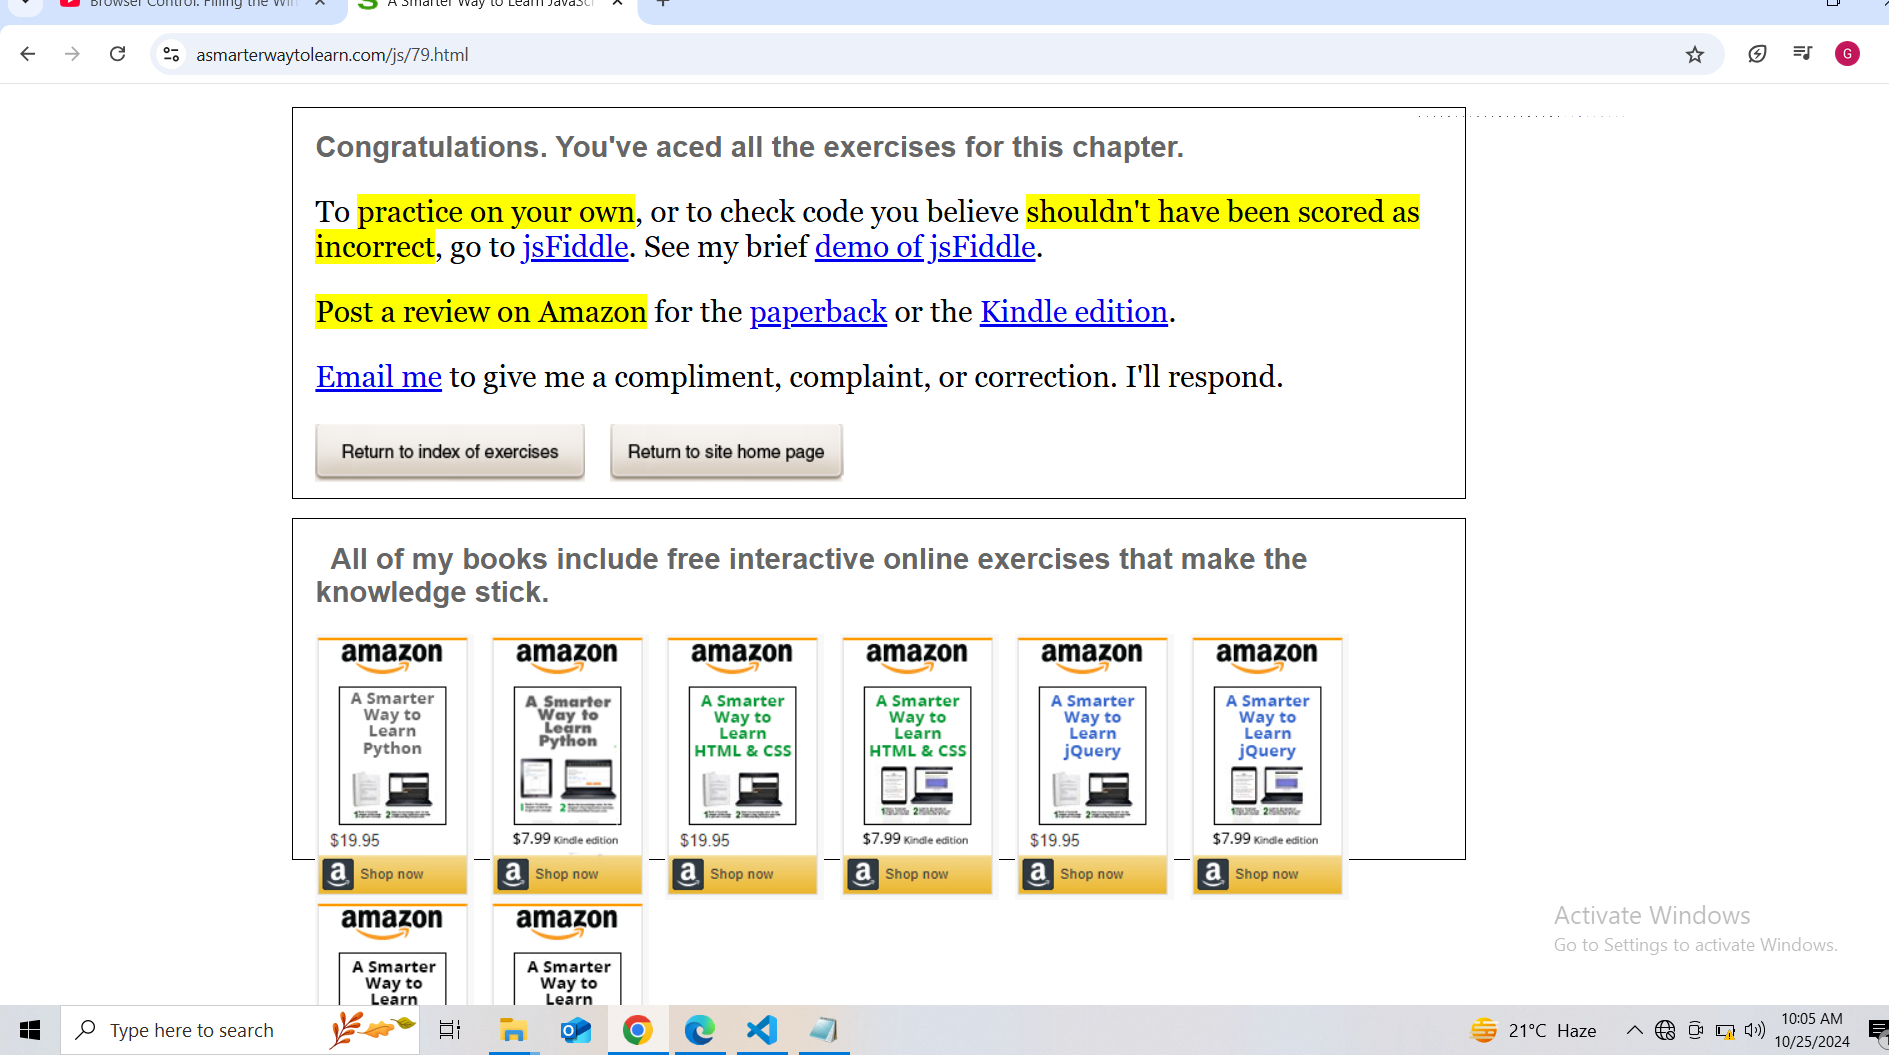 Browser Control: Filling the Win
A Smarter Way to Learn JavaSc
asmarterwaytolearn.com/js/79.html
G
Congratulations. You've aced all the exercises for this chapter.
To practice on your own, or to check code you believe shouldn't have been scored as
incorrect, go to jsFiddle. See my brief demo of jsFiddle.
Post a review on Amazon for the paperback or the Kindle edition.
Email me to give me a compliment, complaint, or correction. I'll respond.
Return to index of exercises
Return to site home page
All of my books include free interactive online exercises that make the
knowledge stick.
amazon
A Smarter
Way to
Learn
Python
$19.95
a Shop now
amazon
A Smarter
Way to
Learn
Python
$7.99 Kindle edition
a Shop now
amazon
A Smarter
Way to
Learn
HTML & CSS
$19.95
a Shop now
amazon
A Smarter
Way to
Learn
HTML & CSS
$7.99 Kindle edition
a Shop now
amazon
A Smarter
Way to
Learn
jQuery
$19.95
a Shop now
amazon
A Smarter
Way to
Learn
jQuery
$7.99 Kindle edition
a Shop now
amazon
A Smarter
Way to
Learn
amazon
A Smarter
Way to
Learn
Activate Windows
Go to Settings to activate Windows.
Type here to search
21°C Haze
10:05 AM
10/25/2024